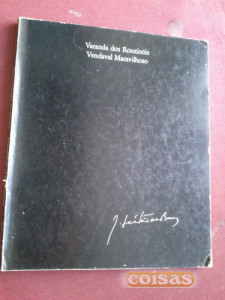 Varanda dos Rouxinóis
Vendaval Maravilhoso
coisas